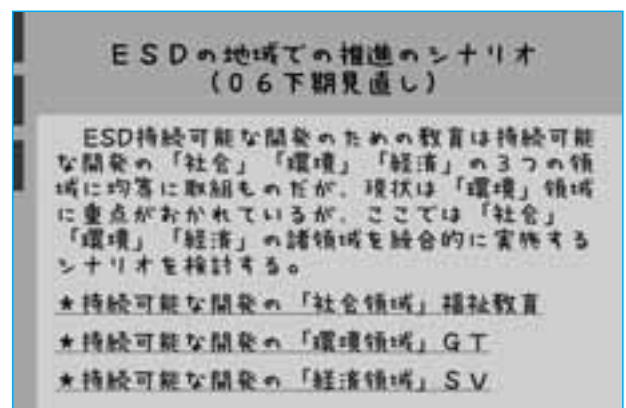 ESDの地域での推進のシナリオ
(06下期見直し)
ESD持続可能な開発のための教育は持続可能
な開発の「社会」「環境」「経済」の3つの領
域に均等に取組ものだが、現状は「環境」領域
に重点がおかれているが、ここでは「社会」
「環境」「経済」の諸領域を統合的に実施する
シナリオを検討する。
★持続可能な開発の「社会領域」福祉教育
★持続可能な開発の「環境領域」GT
★持続可能な開発の「経済領域」SV